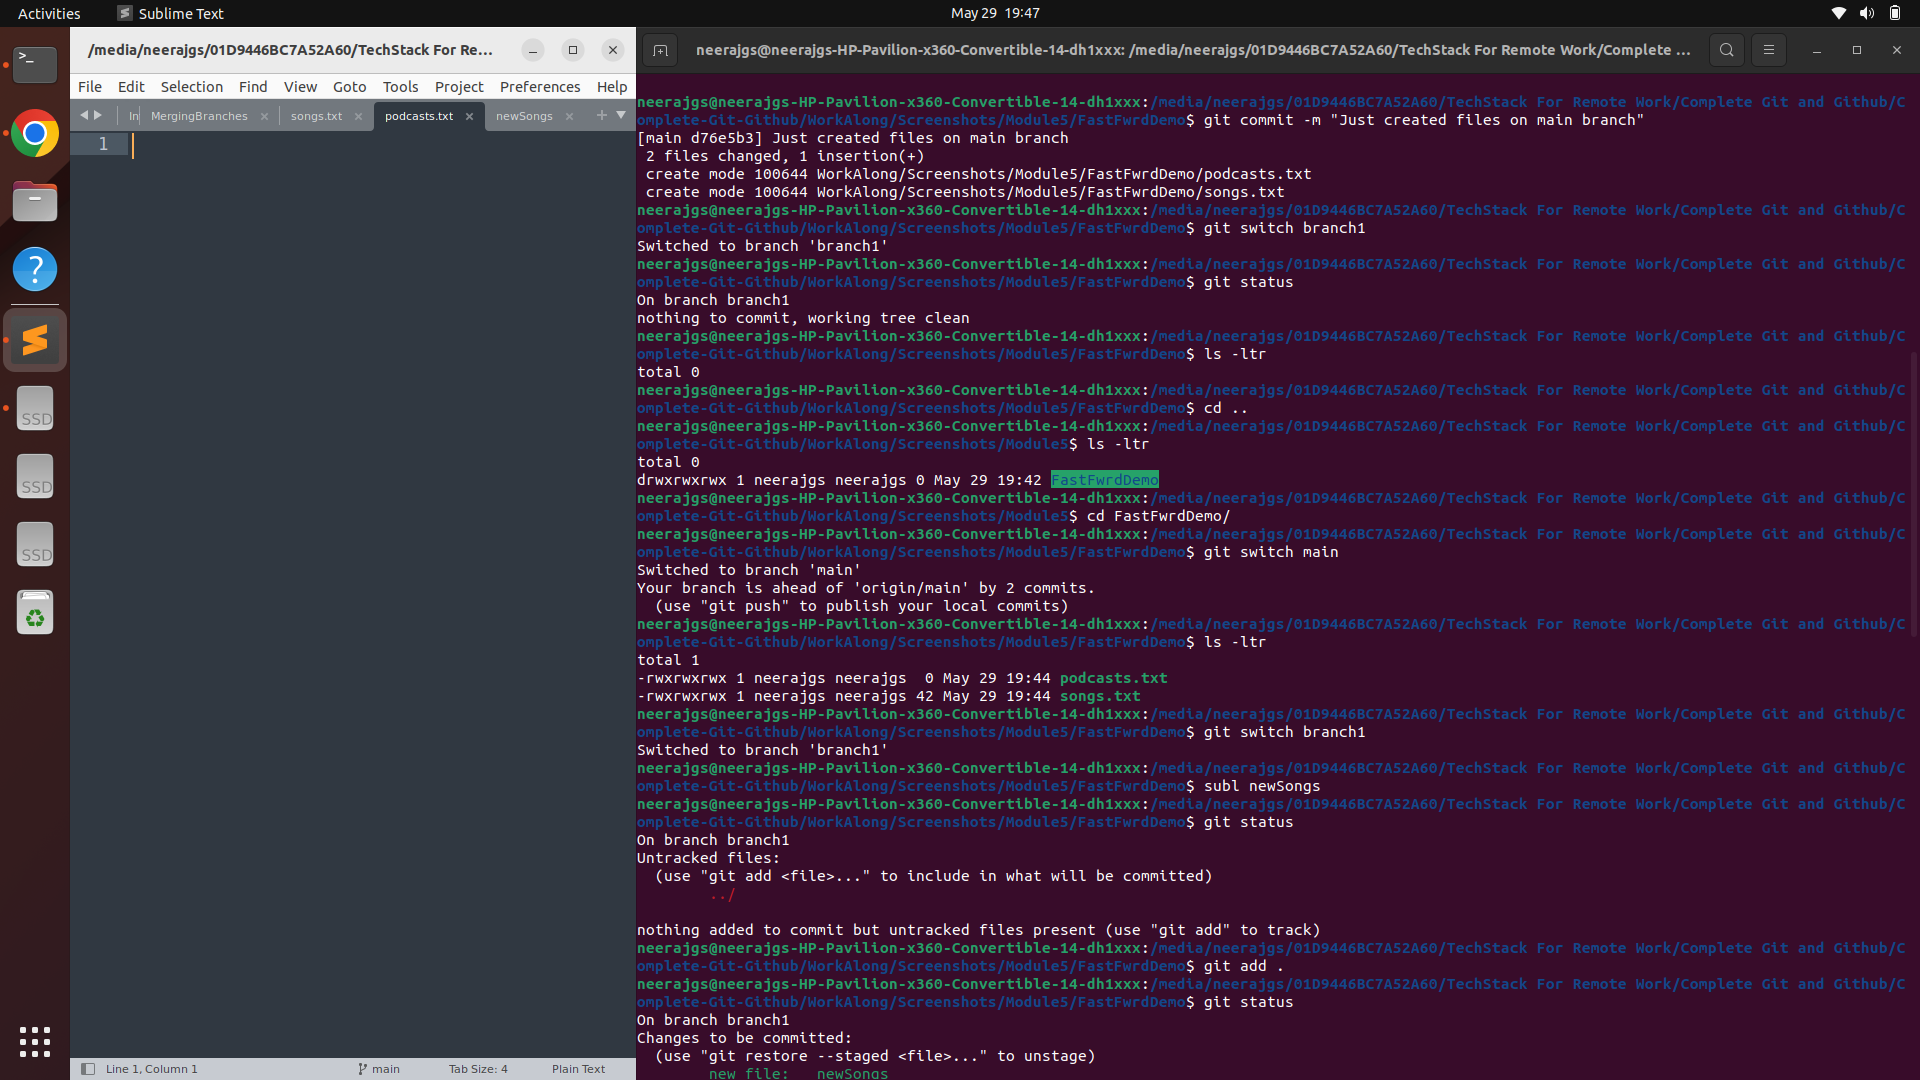 Activities
Sublime Text
May 29 19:47
/media/neerajgs/01D9446BC7A52A60/TechStack For Re...
File Edit Selection Find View Goto Tools Project Preferences Help
In MergingBranches songs.txt podcasts.txt newSongs
1
SSD
SSD
SSD
Line 1, Column 1 main Tab Size: 4 Plain Text
neerajgs@neerajgs-HP-Pavilion-x360-Convertible-14-dh1xxx: /media/neerajgs/01D9446BC7A52A60/TechStack For Remote Work/Complete ...
neerajgs@neerajgs-HP-Pavilion-x360-Convertible-14-dh1xxx:/media/neerajgs/01D9446BC7A52A60/TechStack For Remote Work/Complete Git and Github/C
omplete-Git-Github/WorkAlong/Screenshots/Module5/FastFwrdDemo$ git commit -m "Just created files on main branch"
[main d76e5b3] Just created files on main branch
 2 files changed, 1 insertion(+)
 create mode 100644 WorkAlong/Screenshots/Module5/FastFwrdDemo/podcasts.txt
 create mode 100644 WorkAlong/Screenshots/Module5/FastFwrdDemo/songs.txt
neerajgs@neerajgs-HP-Pavilion-x360-Convertible-14-dh1xxx:/media/neerajgs/01D9446BC7A52A60/TechStack For Remote Work/Complete Git and Github/C
omplete-Git-Github/WorkAlong/Screenshots/Module5/FastFwrdDemo$ git switch branch1
Switched to branch 'branch1'
neerajgs@neerajgs-HP-Pavilion-x360-Convertible-14-dh1xxx:/media/neerajgs/01D9446BC7A52A60/TechStack For Remote Work/Complete Git and Github/C
omplete-Git-Github/WorkAlong/Screenshots/Module5/FastFwrdDemo$ git status
On branch branch1
nothing to commit, working tree clean
neerajgs@neerajgs-HP-Pavilion-x360-Convertible-14-dh1xxx:/media/neerajgs/01D9446BC7A52A60/TechStack For Remote Work/Complete Git and Github/C
omplete-Git-Github/WorkAlong/Screenshots/Module5/FastFwrdDemo$ ls -ltr
total 0
neerajgs@neerajgs-HP-Pavilion-x360-Convertible-14-dh1xxx:/media/neerajgs/01D9446BC7A52A60/TechStack For Remote Work/Complete Git and Github/C
omplete-Git-Github/WorkAlong/Screenshots/Module5/FastFwrdDemo$ cd ..
neerajgs@neerajgs-HP-Pavilion-x360-Convertible-14-dh1xxx:/media/neerajgs/01D9446BC7A52A60/TechStack For Remote Work/Complete Git and Github/C
omplete-Git-Github/WorkAlong/Screenshots/Module5$ ls -ltr
total 0
drwxrwxrwx 1 neerajgs neerajgs 0 May 29 19:42 FastFwrdDemo
neerajgs@neerajgs-HP-Pavilion-x360-Convertible-14-dh1xxx:/media/neerajgs/01D9446BC7A52A60/TechStack For Remote Work/Complete Git and Github/C
omplete-Git-Github/WorkAlong/Screenshots/Module5$ cd FastFwrdDemo/
neerajgs@neerajgs-HP-Pavilion-x360-Convertible-14-dh1xxx:/media/neerajgs/01D9446BC7A52A60/TechStack For Remote Work/Complete Git and Github/C
omplete-Git-Github/WorkAlong/Screenshots/Module5/FastFwrdDemo$ git switch main
Switched to branch 'main'
Your branch is ahead of 'origin/main' by 2 commits.
  (use "git push" to publish your local commits)
neerajgs@neerajgs-HP-Pavilion-x360-Convertible-14-dh1xxx:/media/neerajgs/01D9446BC7A52A60/TechStack For Remote Work/Complete Git and Github/C
omplete-Git-Github/WorkAlong/Screenshots/Module5/FastFwrdDemo$ ls -ltr
total 1
-rwxrwxrwx 1 neerajgs neerajgs  0 May 29 19:44 podcasts.txt
-rwxrwxrwx 1 neerajgs neerajgs 42 May 29 19:44 songs.txt
neerajgs@neerajgs-HP-Pavilion-x360-Convertible-14-dh1xxx:/media/neerajgs/01D9446BC7A52A60/TechStack For Remote Work/Complete Git and Github/C
omplete-Git-Github/WorkAlong/Screenshots/Module5/FastFwrdDemo$ git switch branch1
Switched to branch 'branch1'
neerajgs@neerajgs-HP-Pavilion-x360-Convertible-14-dh1xxx:/media/neerajgs/01D9446BC7A52A60/TechStack For Remote Work/Complete Git and Github/C
omplete-Git-Github/WorkAlong/Screenshots/Module5/FastFwrdDemo$ subl newSongs
neerajgs@neerajgs-HP-Pavilion-x360-Convertible-14-dh1xxx:/media/neerajgs/01D9446BC7A52A60/TechStack For Remote Work/Complete Git and Github/C
omplete-Git-Github/WorkAlong/Screenshots/Module5/FastFwrdDemo$ git status
On branch branch1
Untracked files:
  (use "git add <file>..." to include in what will be committed)
        ../
nothing added to commit but untracked files present (use "git add" to track)
neerajgs@neerajgs-HP-Pavilion-x360-Convertible-14-dh1xxx:/media/neerajgs/01D9446BC7A52A60/TechStack For Remote Work/Complete Git and Github/C
omplete-Git-Github/WorkAlong/Screenshots/Module5/FastFwrdDemo$ git add .
neerajgs@neerajgs-HP-Pavilion-x360-Convertible-14-dh1xxx:/media/neerajgs/01D9446BC7A52A60/TechStack For Remote Work/Complete Git and Github/C
omplete-Git-Github/WorkAlong/Screenshots/Module5/FastFwrdDemo$ git status
On branch branch1
Changes to be committed:
  (use "git restore --staged <file>..." to unstage)
        new file:   newSongs